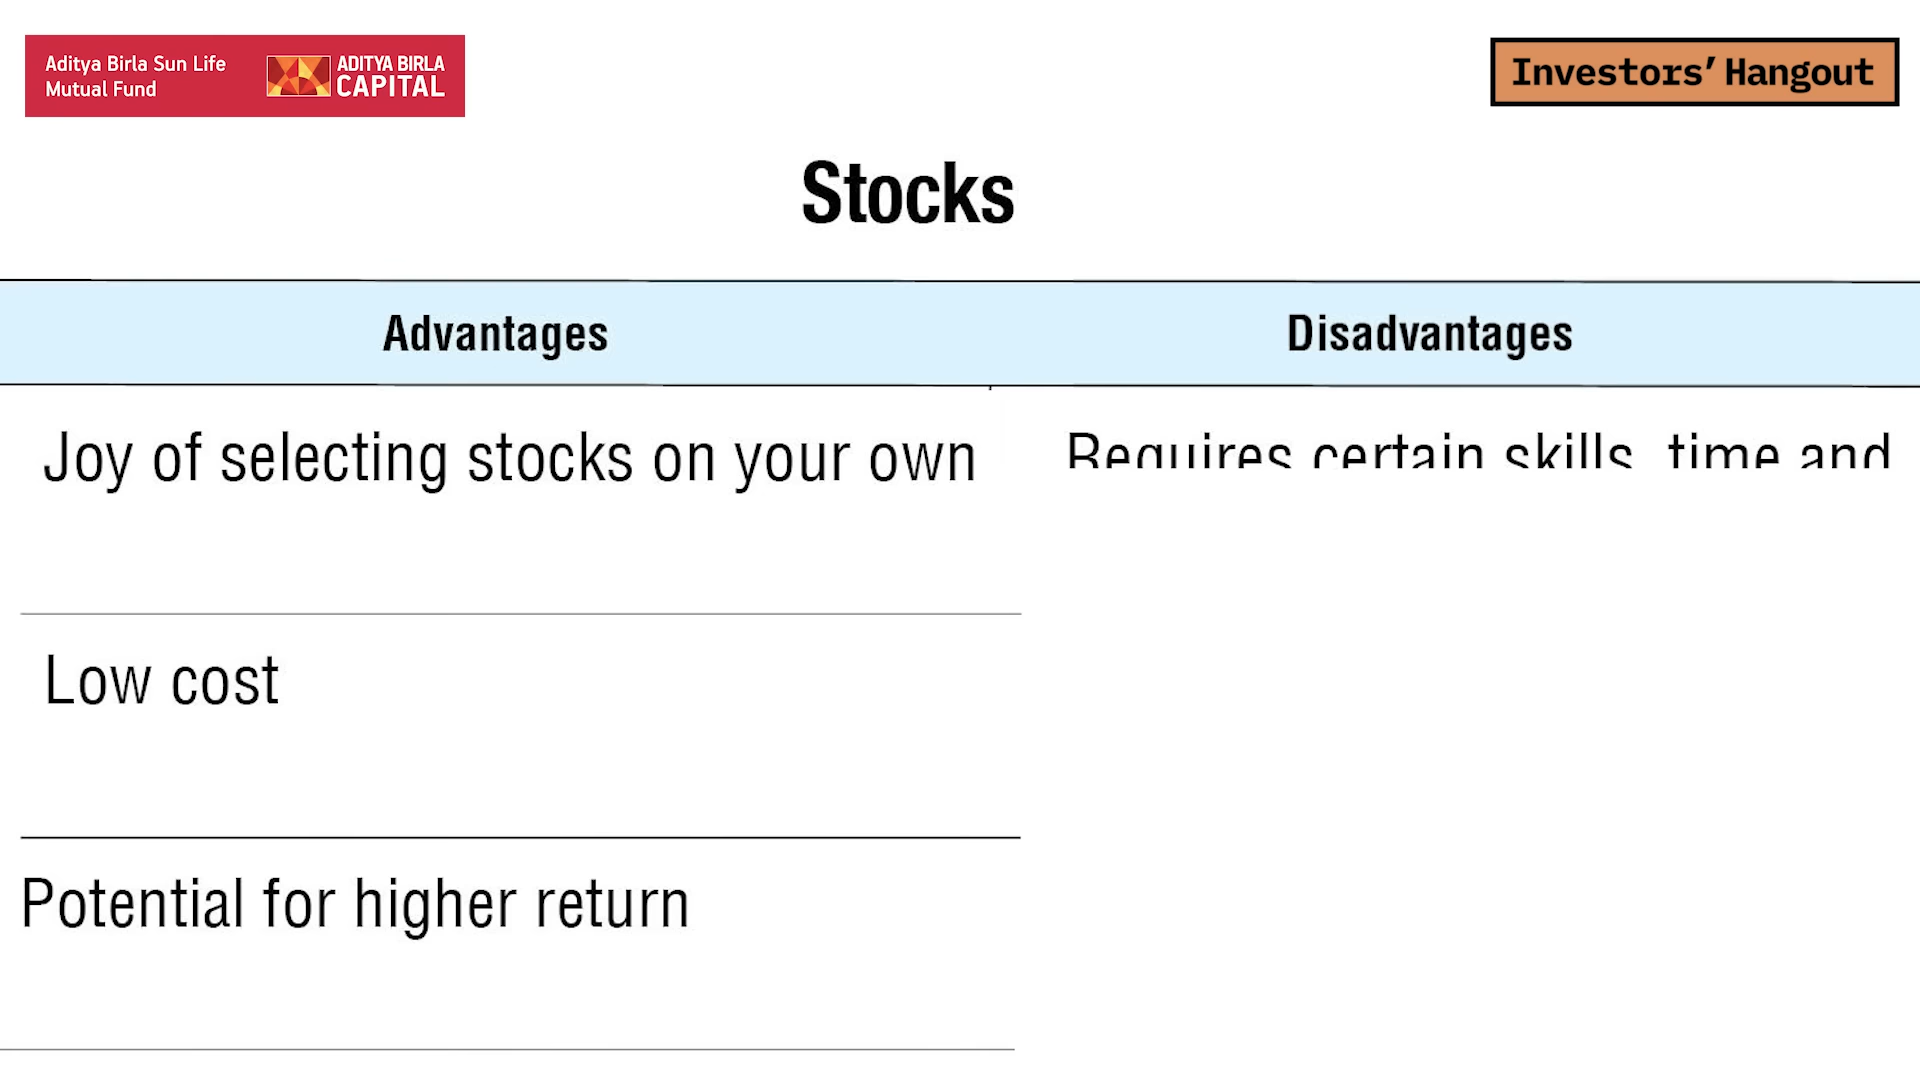 Aditya Birla Sun Life
Mutual Fund
ADITYA BIRLA
CAPITAL
Investors' Hangout
Stocks
Advantages
Disadvantages
Joy of selecting stocks on your own
Requires certain skills, time and
Low cost
Potential for higher return